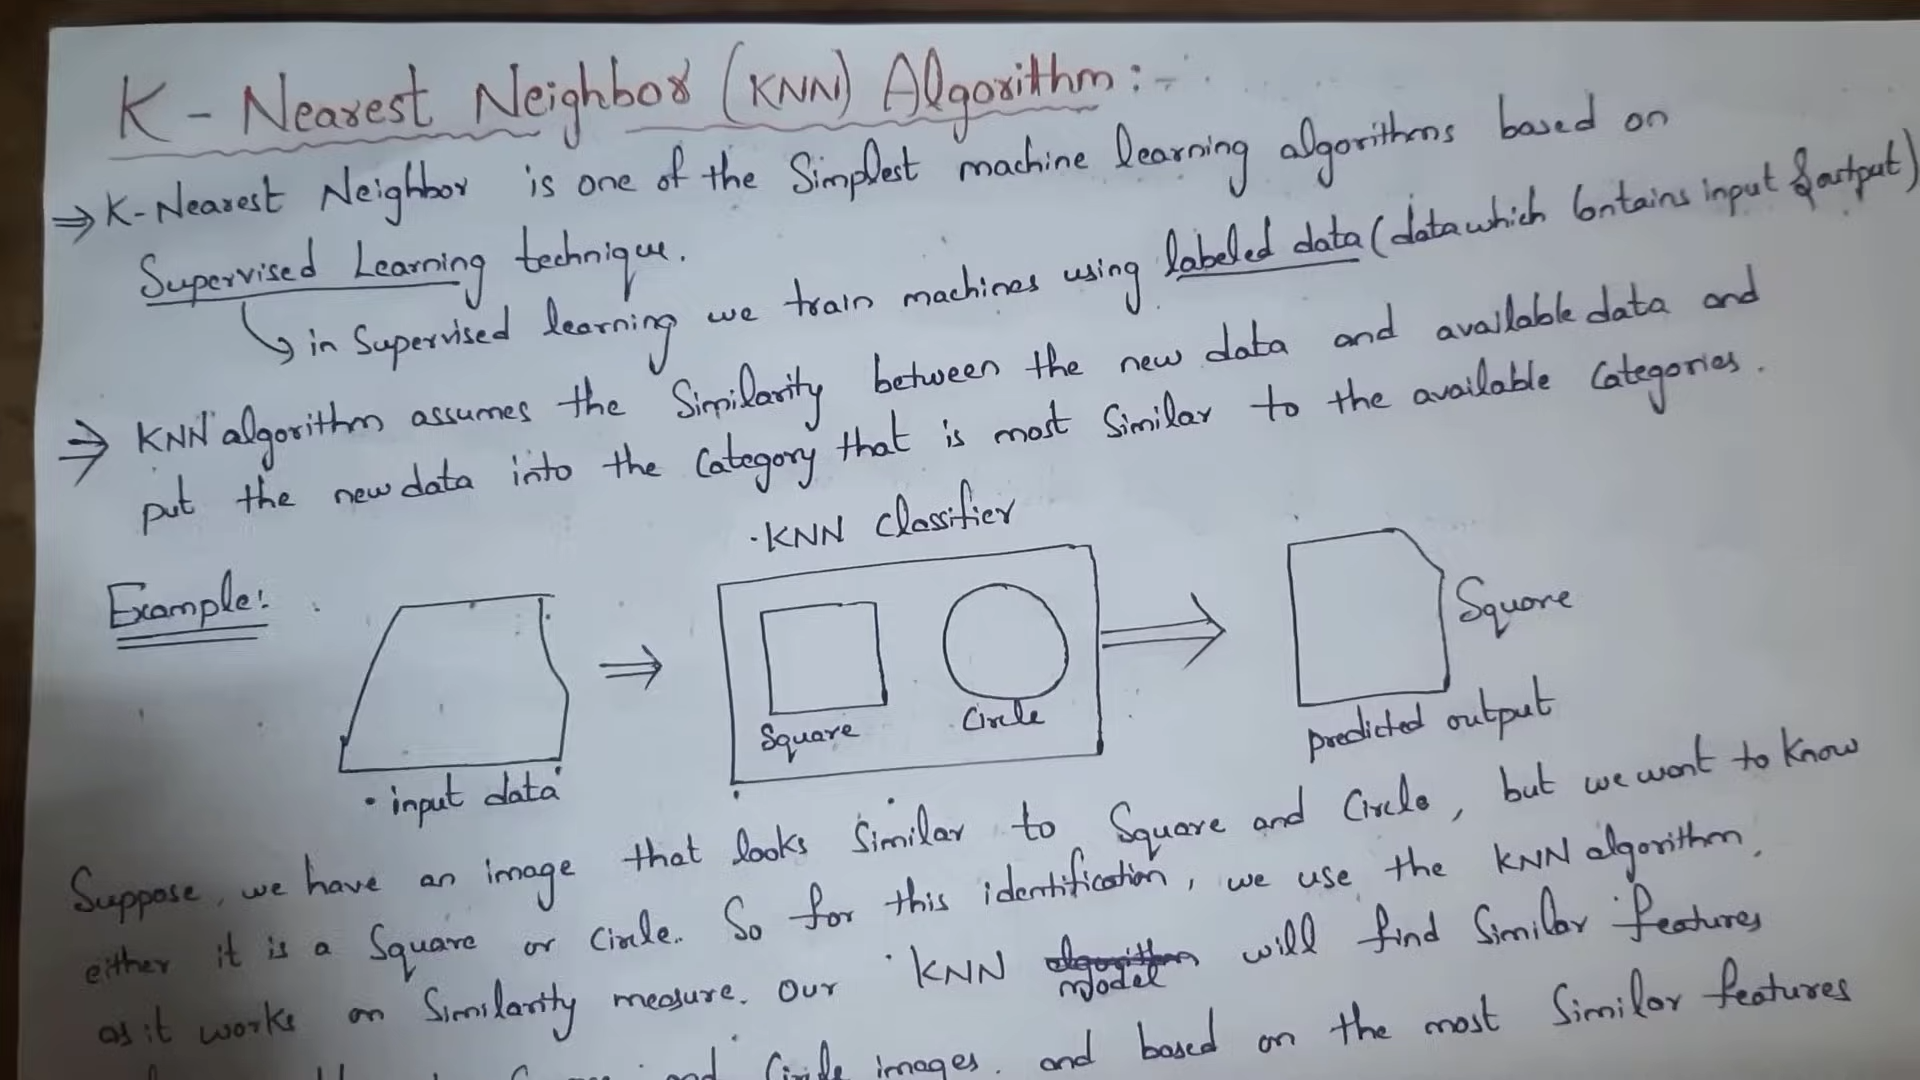 K - Nearest Neighbor (KNN) Algorithm :-
⇒ K-Nearest Neighbor is one of the Simplest machine learning algorithms based on
Supervised Learning technique.
↳ in Supervised learning we train machines using labeled data (data which Contains input & output)
⇒ KNN algorithm assumes the Similarity between the new data and available data and
put the new data into the Category that is most Similar to the available Categories.
Example:
KNN Classifier
Square
Circle
Square
input data
predicted output
Suppose, we have an image that looks Similar to Square and Circle, but we want to know
either it is a Square or Circle. So for this identification, we use the KNN algorithm,
as it works on Similarity measure. Our KNN model will find Similar features
and Circle images. and based on the most Similar features